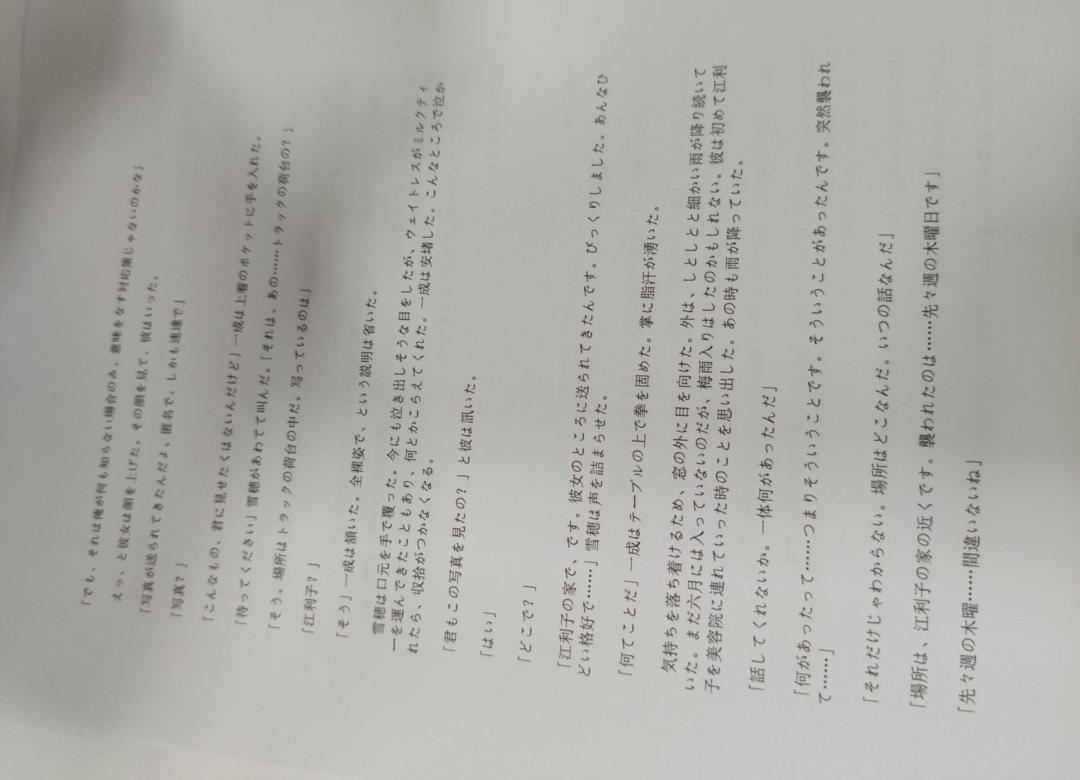 「でも、それは俺が何も知らない場合のみ、意味をなす対応策じゃないのかな」
えっ、と彼女は顔を上げた。その顔を見て、彼はいった。
「写真が送られてきたんだよ。匿名で、しかも速達で」
「写真？」
「こんなもの、君に見せたくはないんだけど」一成は上着のポケットに手を入れた。
「待ってください」雪穂があわてて叫んだ。「それは、あの……トラックの荷台の？」
「そう。場所はトラックの荷台の中だ。写っているのは」
「江利子？」
「そう」一成は頷いた。全裸姿で、という説明は省いた。
雪穂は口元を手で覆った。今にも泣き出しそうな目をしたが、ウェイトレスがミルクティ
ーを運んできたこともあり、何とかこらえてくれた。一成は安堵した。こんなところで泣か
れたら、収拾がつかなくなる。
「君もこの写真を見たの？」と彼は訊いた。
「はい」
「どこで？」
「江利子の家で、です。彼女のところに送られてきたんです。びっくりしました。あんなひ
どい格好で……」雪穂は声を詰まらせた。
「何てことだ」一成はテーブルの上で拳を固めた。掌に脂汗が湧いた。
気持ちを落ち着けるため、窓の外に目を向けた。外は、しとしとと細かい雨が降り続いて
いた。まだ六月には入っていないのだが、梅雨入りはしたのかもしれない。彼は初めて江利
子を美容院に連れていった時のことを思い出した。あの時も雨が降っていた。
「話してくれないか。一体何があったんだ」
「何があったって……つまりそういうことです。そういうことがあったんです。突然襲われ
て……」
「それだけじゃわからない。場所はどこなんだ。いつの話なんだ」
「場所は、江利子の家の近くです。襲われたのは……先々週の木曜日です」
「先々週の木曜……間違いないね」